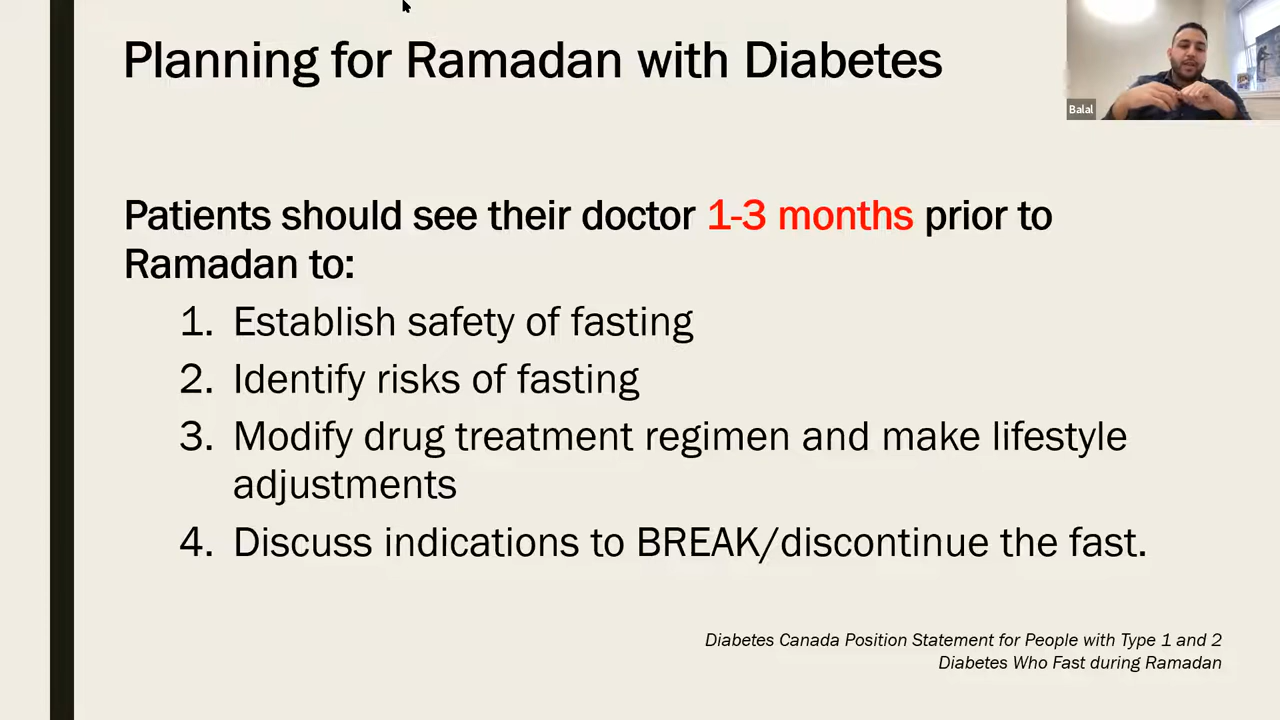 Planning for Ramadan with Diabetes
Balal
Patients should see their doctor 1-3 months prior to
Ramadan to:
1. Establish safety of fasting
2. Identify risks of fasting
3. Modify drug treatment regimen and make lifestyle
adjustments
4. Discuss indications to BREAK/discontinue the fast.
Diabetes Canada Position Statement for People with Type 1 and 2
Diabetes Who Fast during Ramadan